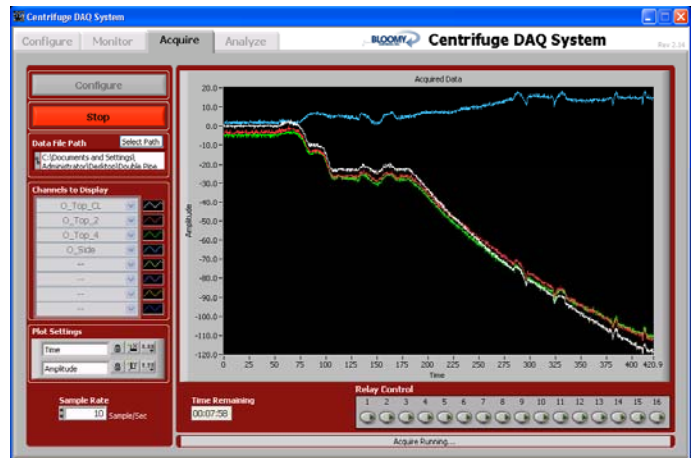 Centrifuge DAQ System
Configure Monitor Acquire Analyze
BLOOMY Centrifuge DAQ System
Rev 2.14
Configure
Stop
Data File Path Select Path
C:\Documents and Settings\
Administrator\Desktop\Double Pipe
Channels to Display
O_Top_CL
O_Top_2
O_Top_4
O_Side
--
--
--
--
Plot Settings
Time
Amplitude
Sample Rate
10 Sample/Sec
Acquired Data
Amplitude
20.0
10.0
0.0
-10.0
-20.0
-30.0
-40.0
-50.0
-60.0
-70.0
-80.0
-90.0
-100.0
-110.0
-120.0
0 25 50 75 100 125 150 175 200 225 250 275 300 325 350 375 400 420.9
Time
Time Remaining
00:07:58
Relay Control
1 2 3 4 5 6 7 8 9 10 11 12 13 14 15 16
Acquire Running...